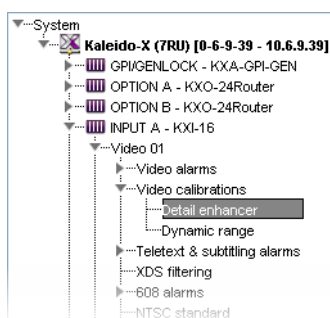 System
Kaleido-X (7RU) [0-6-9-39 - 10.6.9.39]
GPI/GENLOCK - KXA-GPI-GEN
OPTION A - KXO-24Router
OPTION B - KXO-24Router
INPUT A - KXI-16
Video 01
Video alarms
Video calibrations
Detail enhancer
Dynamic range
Teletext & subtitling alarms
XDS filtering
608 alarms
NTSC standard